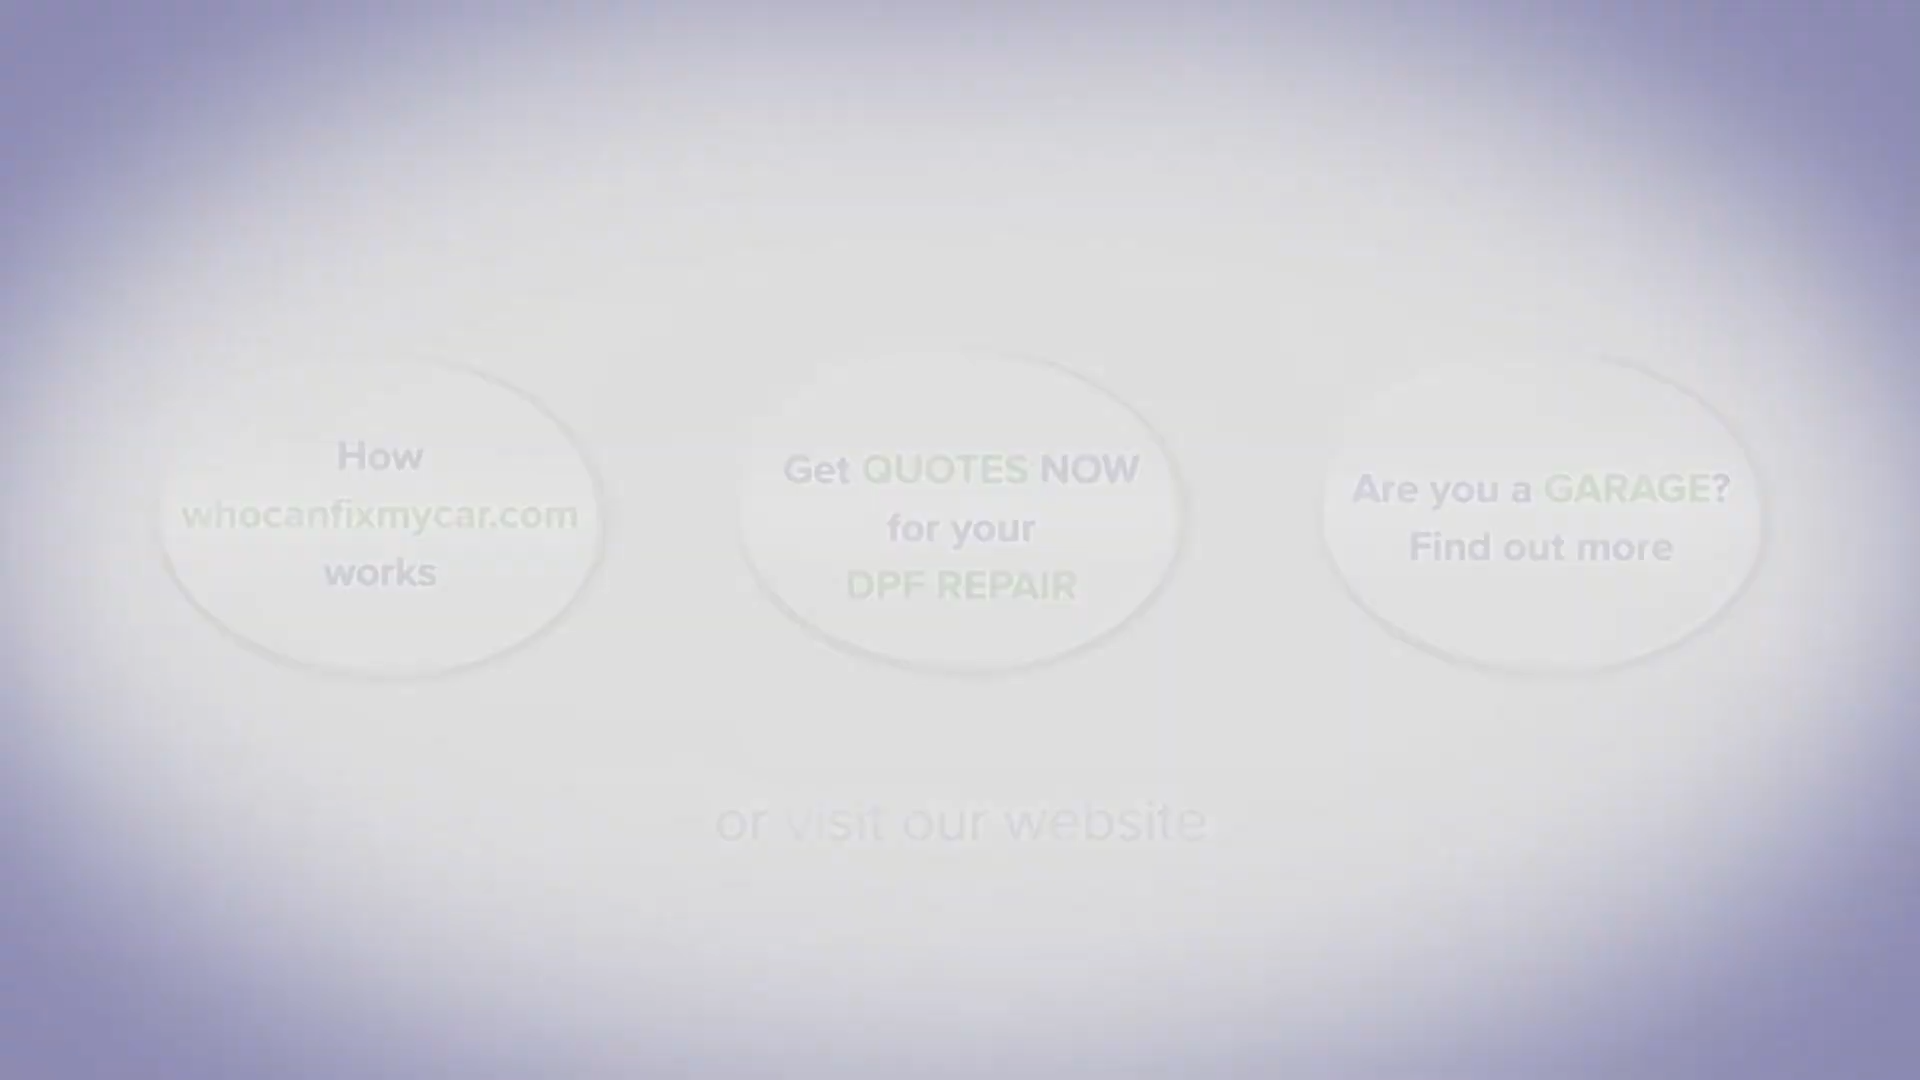 How
whocanfixmycar.com
works
Get QUOTES NOW
for your
DPF REPAIR
Are you a GARAGE?
Find out more
or visit our website